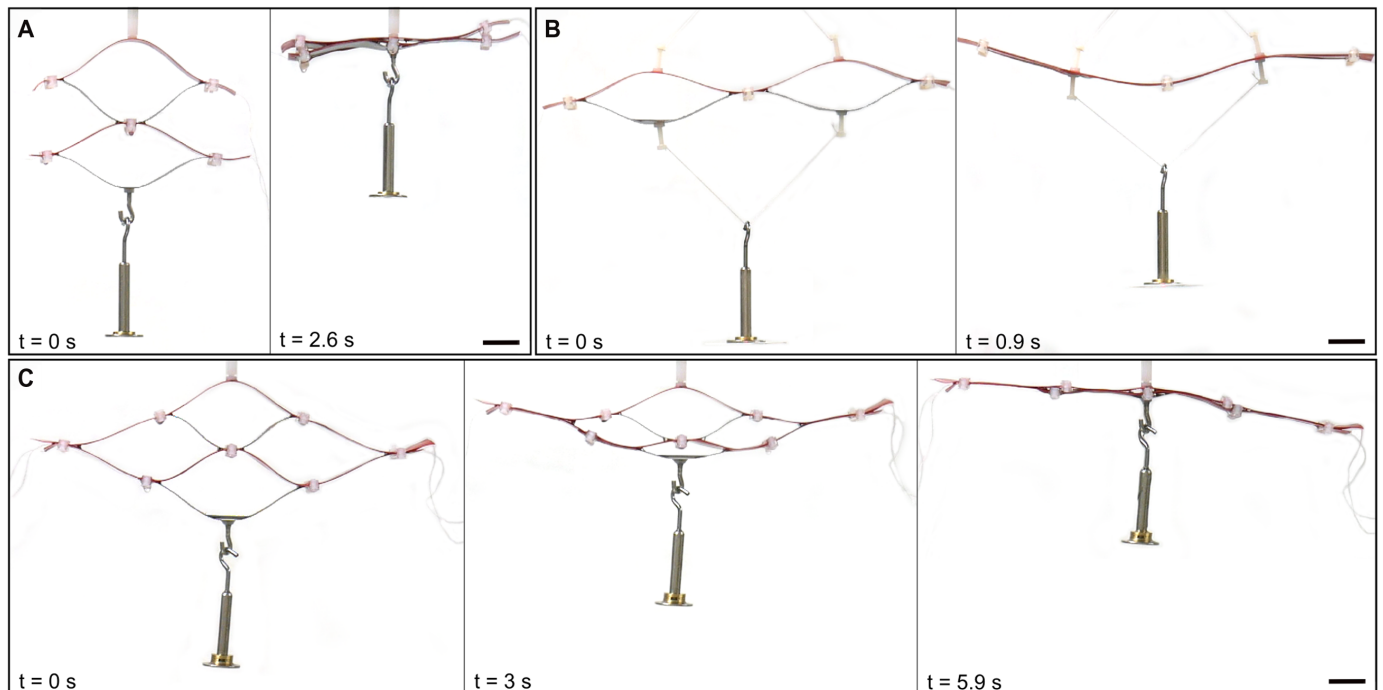 A
t = 0 s
t = 2.6 s
B
t = 0 s
t = 0.9 s
C
t = 0 s
t = 3 s
t = 5.9 s